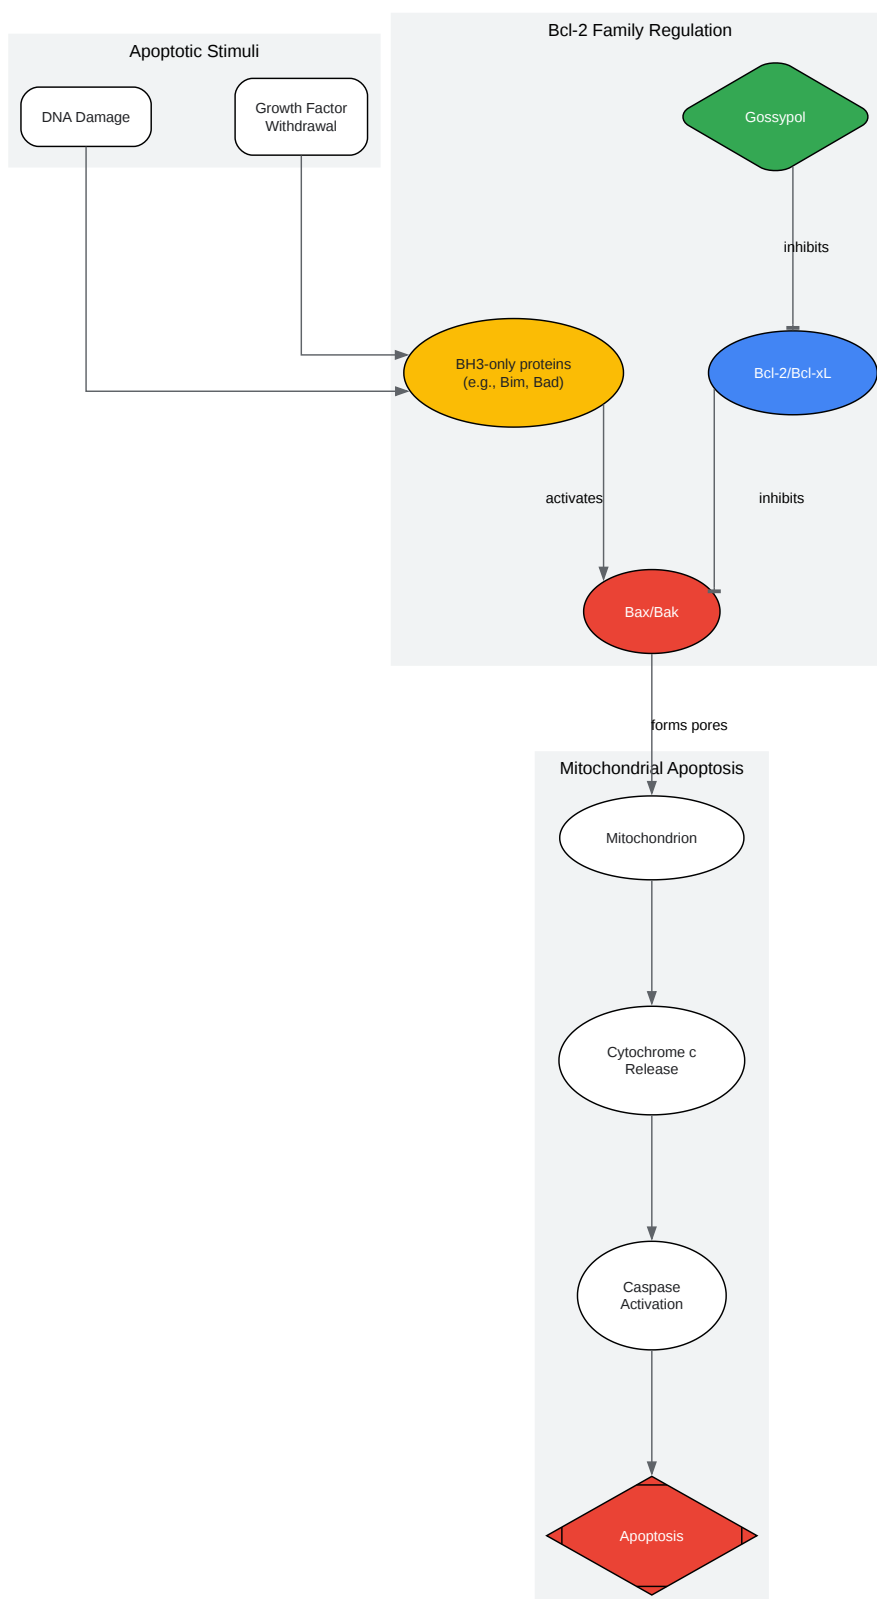 Bcl-2 Family Regulation
Apoptotic Stimuli
DNA Damage
Growth Factor
Withdrawal
Gossypol
inhibits
BH3-only proteins
(e.g., Bim, Bad)
Bcl-2/Bcl-xL
activates
inhibits
Bax/Bak
forms pores
Mitochondrial Apoptosis
Mitochondrion
Cytochrome c
Release
Caspase
Activation
Apoptosis